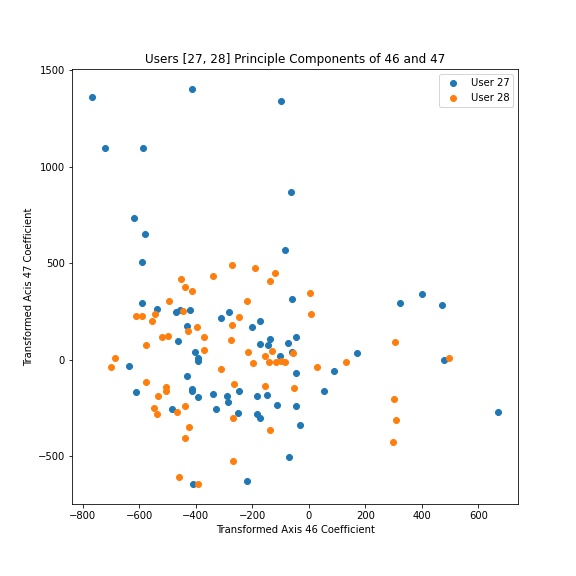 Users [27, 28] Principle Components of 46 and 47
User 27
User 28
1500
1000
500
0
−500
Transformed Acis 47 Coefficient
−800 −600 −400 −200 0 200 400 600
Transformed Axis 46 Coefficient